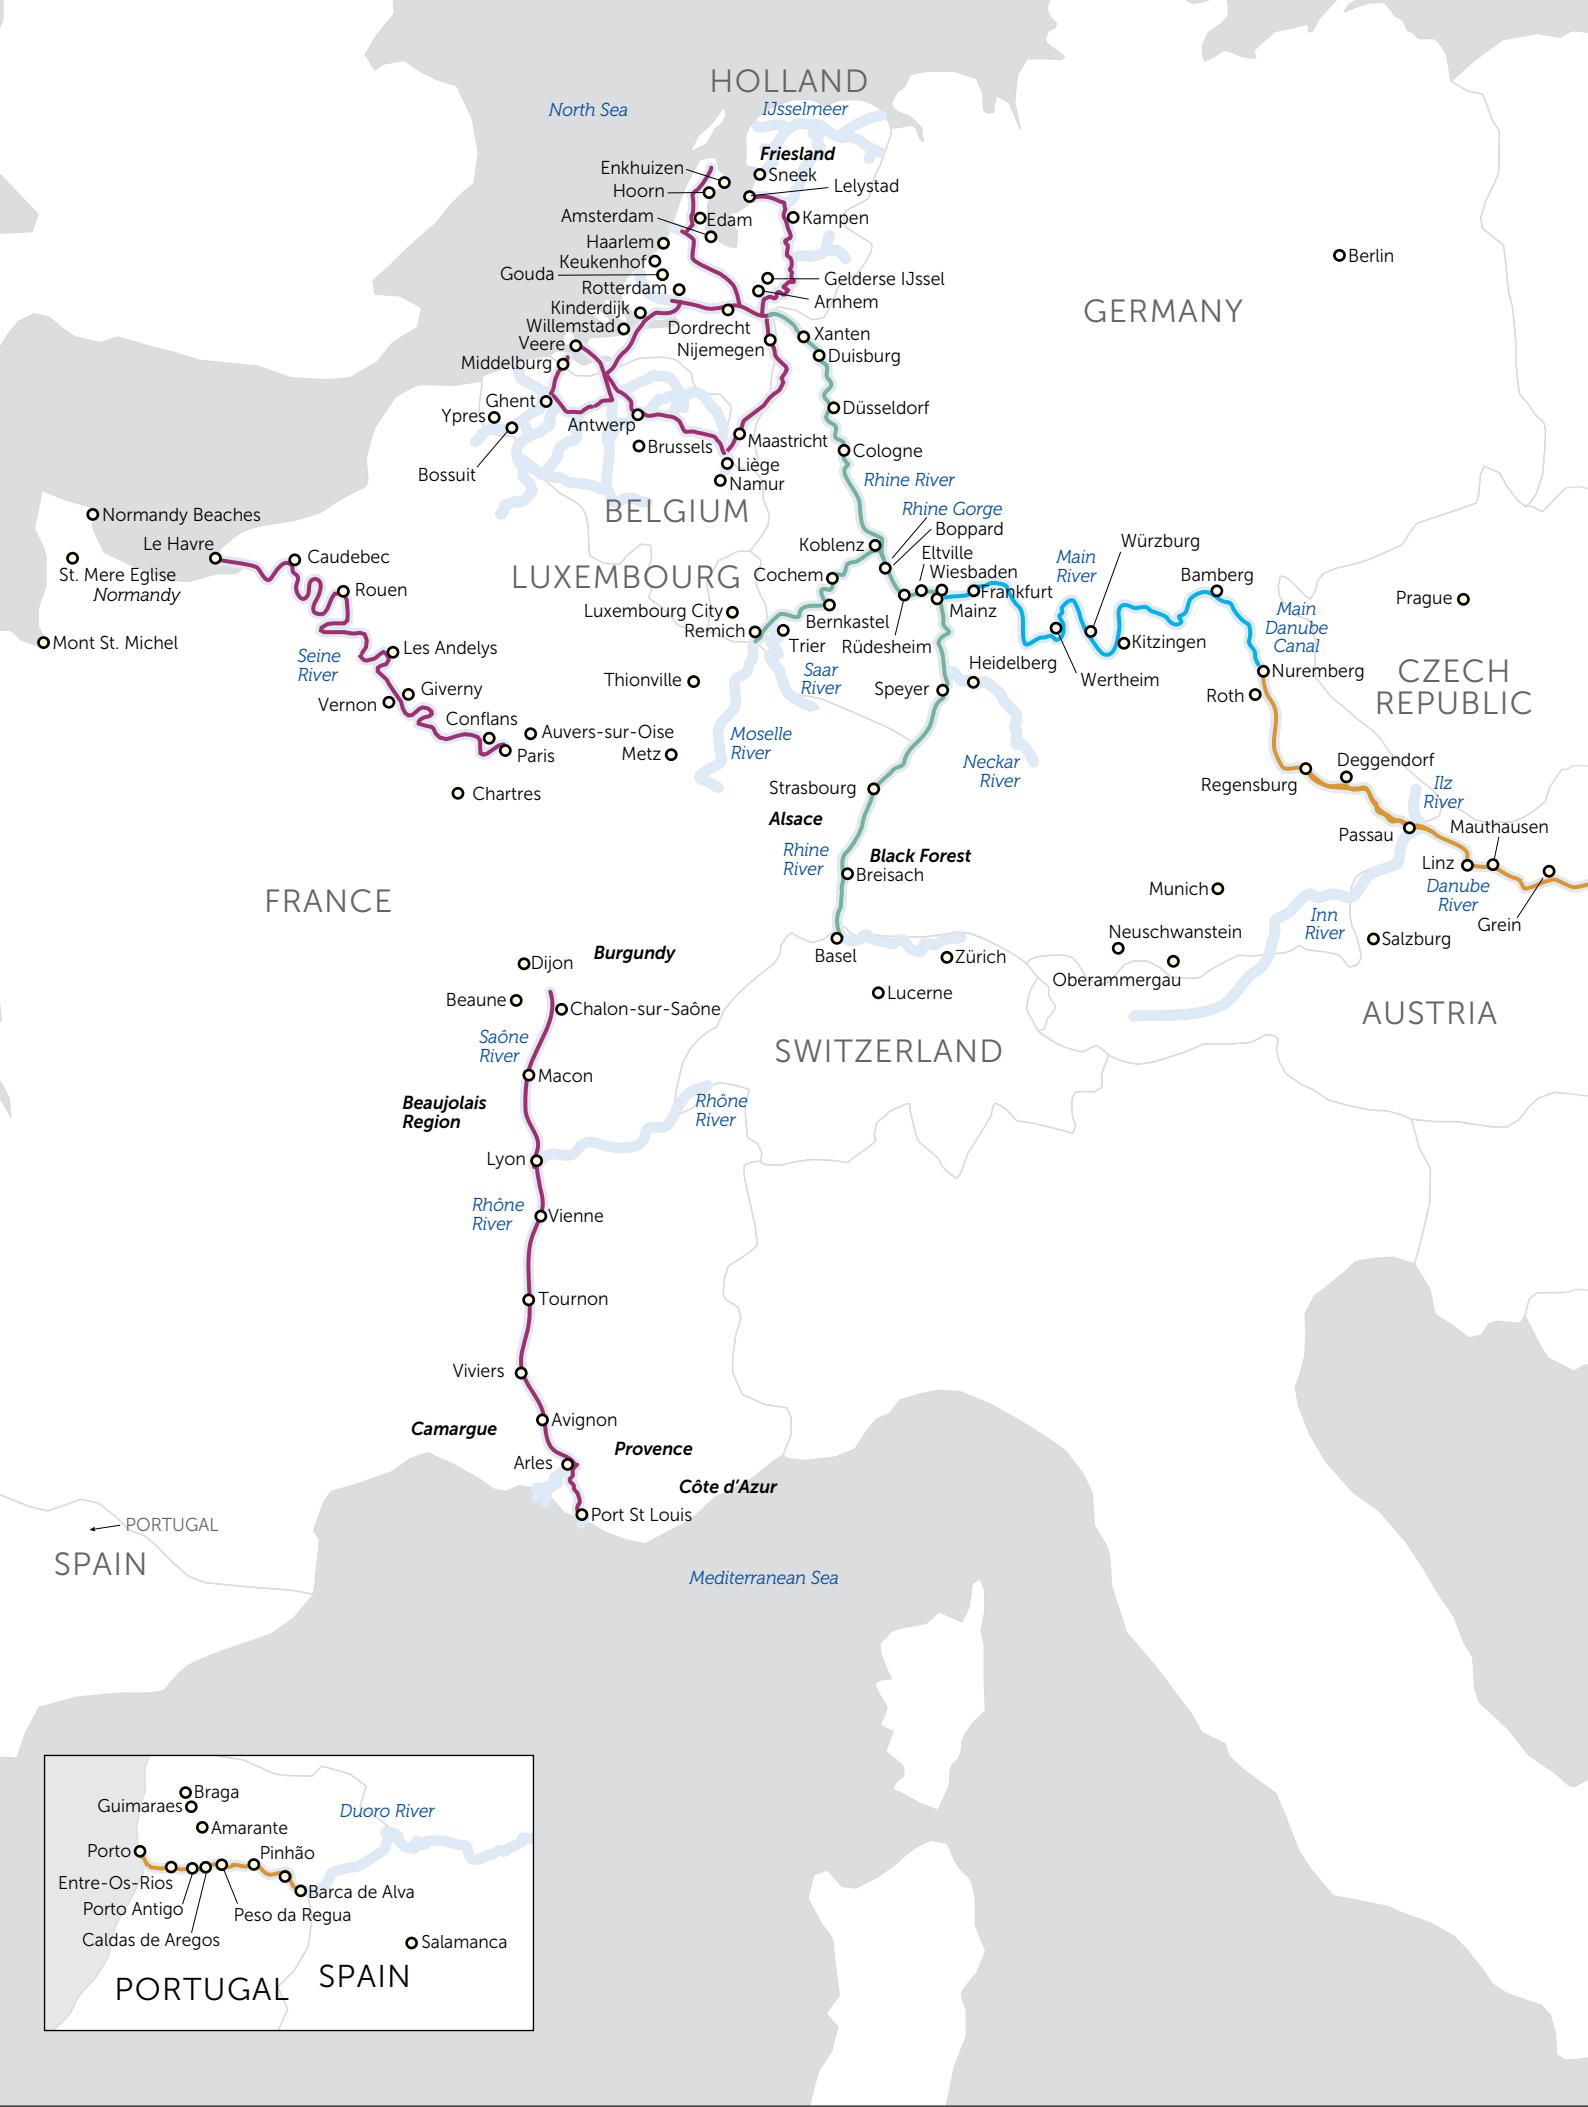 HOLLAND
North Sea
IJsselmeer
Friesland
Enkhuizen
Sneek
Hoorn
Lelystad
Amsterdam
Edam
Kampen
Haarlem
Keukenhof
Gouda
Gelderse IJssel
Rotterdam
Arnhem
Kinderdijk
Willemstad
Dordrecht
Xanten
Veere
Nijemegen
Duisburg
Middelburg
Ghent
Ypres
Düsseldorf
Antwerp
Brussels
Maastricht
Cologne
Bossuit
Liège
Namur
Rhine River
BELGIUM
Berlin
GERMANY
Rhine Gorge
Boppard
Normandy Beaches
Le Havre
Caudebec
St. Mere Eglise
Normandy
Rouen
Mont St. Michel
Seine
River
Les Andelys
Giverny
Vernon
Conflans
Auvers-sur-Oise
Paris
Chartres
Koblenz
Eltville
LUXEMBOURG
Cochem
Wiesbaden
Frankfurt
Main
River
Würzburg
Bamberg
Prague
Luxembourg City
Bernkastel
Mainz
Remich
Trier
Rüdesheim
Main
Danube
Canal
Kitzingen
CZECH
REPUBLIC
Thionville
Saar
River
Speyer
Heidelberg
Wertheim
Nuremberg
Roth
Metz
Moselle
River
Neckar
River
Deggendorf
Regensburg
Ilz
River
Strasbourg
Alsace
Passau
Mauthausen
Rhine
River
Black Forest
Breisach
Linz
Danube
River
Munich
Inn
River
Grein
FRANCE
Neuschwanstein
Salzburg
Basel
Zürich
Oberammergau
Lucerne
AUSTRIA
SWITZERLAND
Burgundy
Dijon
Beaune
Chalon-sur-Saône
Saône
River
Macon
Beaujolais
Region
Rhône
River
Lyon
Rhône
River
Vienne
Tournon
Viviers
Camargue
Avignon
Provence
Arles
Côte d'Azur
Port St Louis
PORTUGAL
SPAIN
Mediterranean Sea
Braga
Guimaraes
Duoro River
Amarante
Porto
Pinhão
Entre-Os-Rios
Barca de Alva
Porto Antigo
Peso da Regua
Caldas de Aregos
Salamanca
PORTUGAL
SPAIN